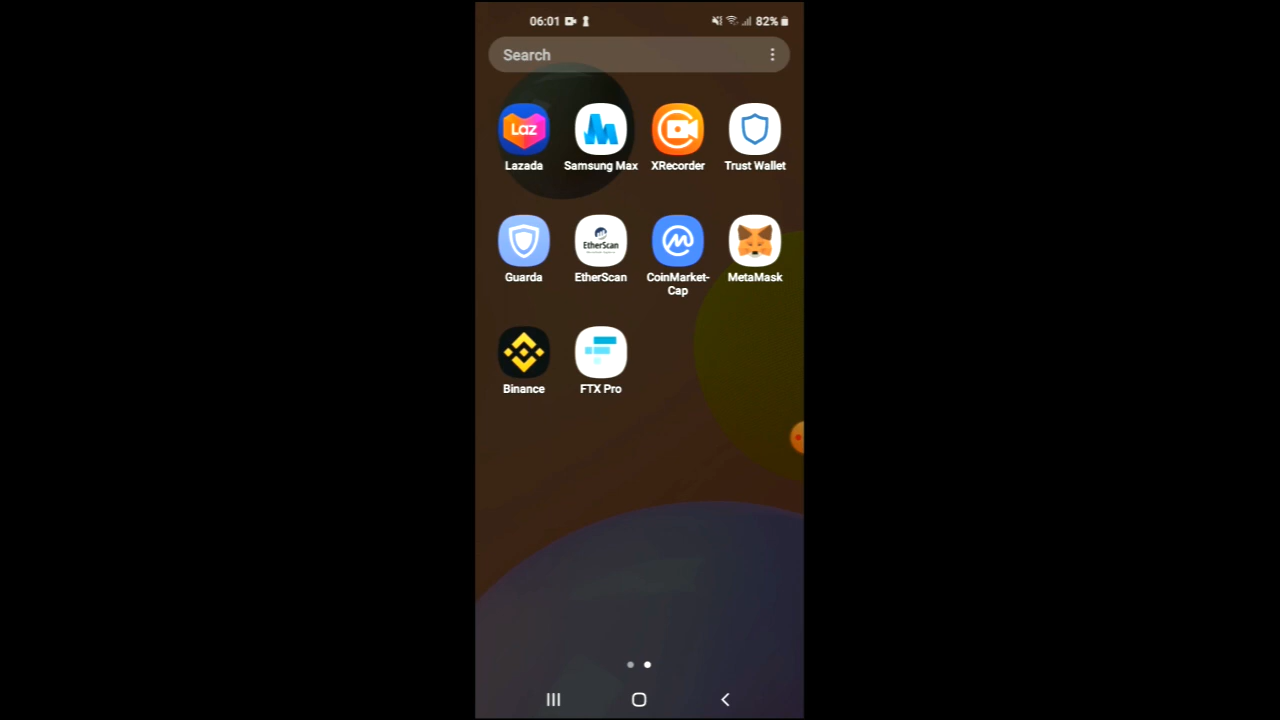 06:01 82%
Search
Laz
Lazada Samsung Max XRecorder Trust Wallet
EtherScan
Guarda EtherScan CoinMarket- MetaMask
Cap
Binance FTX Pro